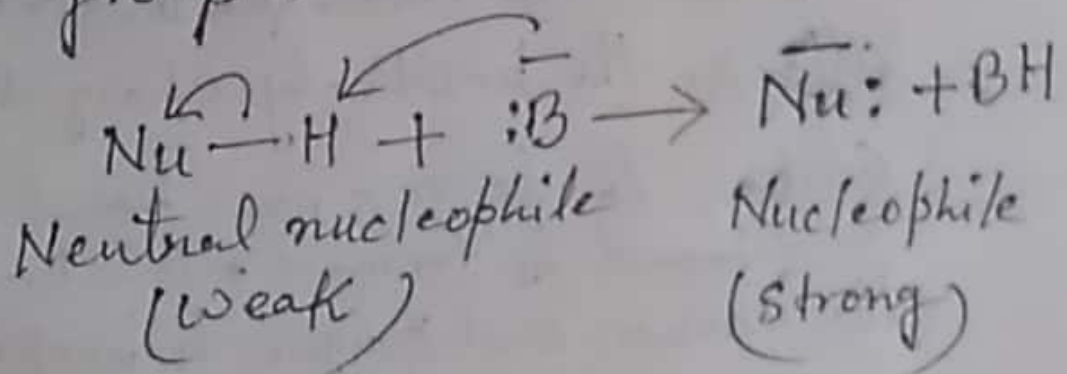 Nu—H + :B̄ → N̄u: + BH
Neutral nucleophile Nucleophile
(Weak) (Strong)